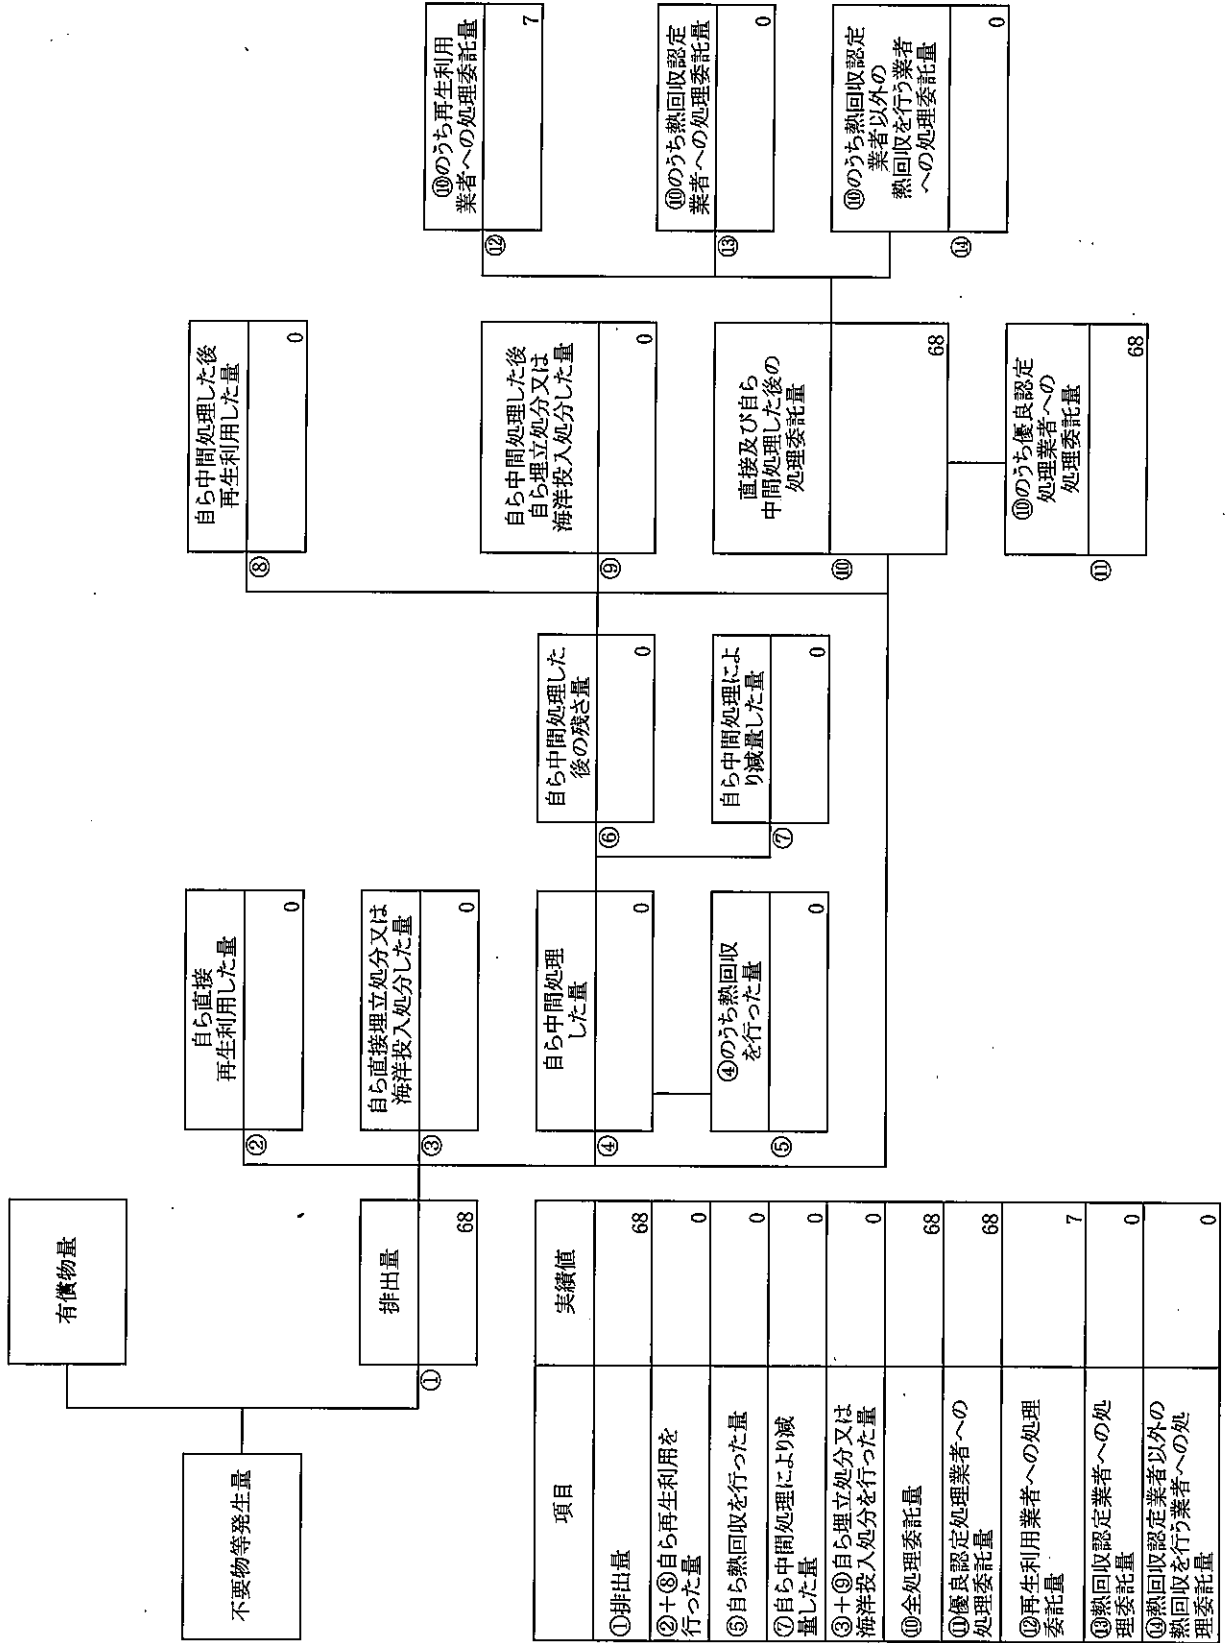 不要物等発生量
有償物量
①
排出量
68
②
自ら直接
再生利用した量
0
③
自ら直接埋立処分又は
海洋投入処分した量
0
④
自ら中間処理
した量
0
⑤
④のうち熱回収
を行った量
0
⑥
自ら中間処理した
後の残さ量
0
⑦
自ら中間処理によ
り減量した量
0
⑧
自ら中間処理した後
再生利用した量
0
⑨
自ら中間処理した後
自ら埋立処分又は
海洋投入処分した量
0
⑩
直接及び自ら
中間処理した後の
処理委託量
68
⑪
⑩のうち優良認定
処理業者への
処理委託量
68
⑫
⑩のうち再生利用
業者への処理委託量
7
⑬
⑩のうち熱回収認定
業者への処理委託量
0
⑭
⑩のうち熱回収認定
業者以外の
熱回収を行う業者
への処理委託量
0
項目 実績値
①排出量 68
②+⑧自ら再生利用を
行った量 0
⑤自ら熱回収を行った量 0
⑦自ら中間処理により減
量した量 0
③+⑨自ら埋立処分又は
海洋投入処分を行った量 0
⑩全処理委託量 68
⑪優良認定処理業者への
処理委託量 68
⑫再生利用業者への処理
委託量 7
⑬熱回収認定業者への処
理委託量 0
⑭熱回収認定業者以外の
熱回収を行う業者への処
理委託量 0